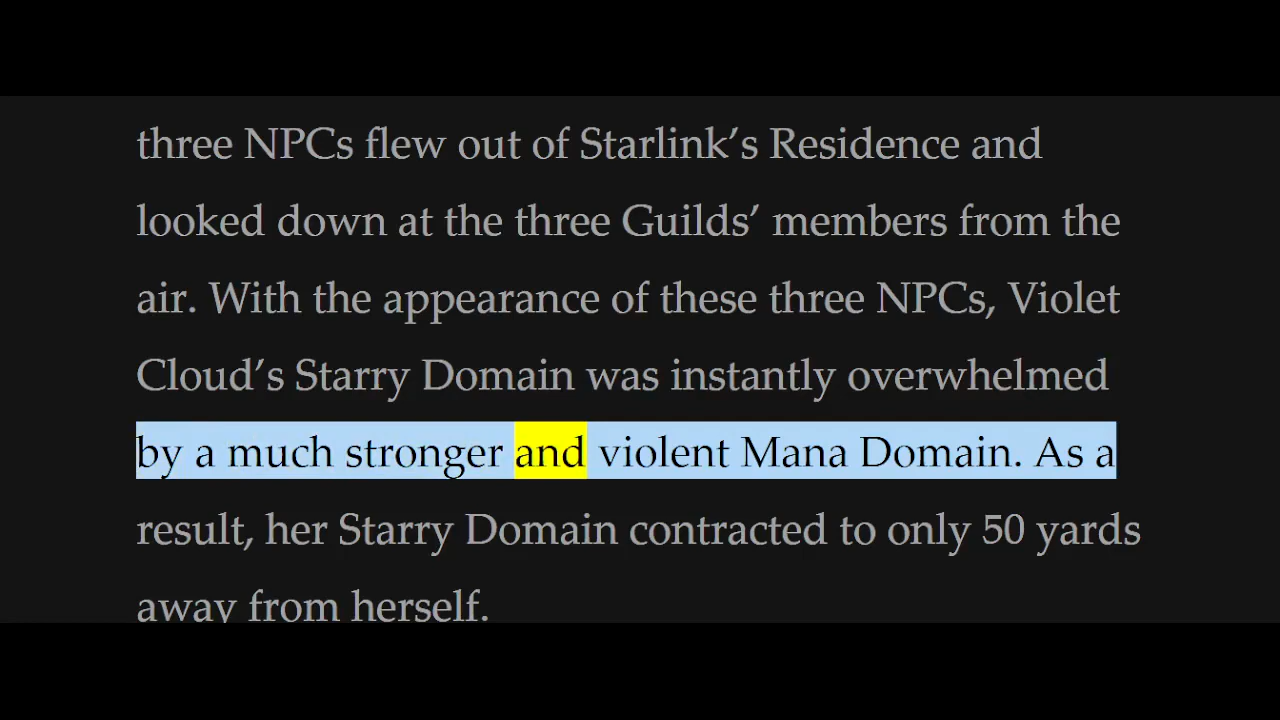 three NPCs flew out of Starlink’s Residence and
looked down at the three Guilds’ members from the
air. With the appearance of these three NPCs, Violet
Cloud’s Starry Domain was instantly overwhelmed
by a much stronger and violent Mana Domain. As a
result, her Starry Domain contracted to only 50 yards
away from herself.